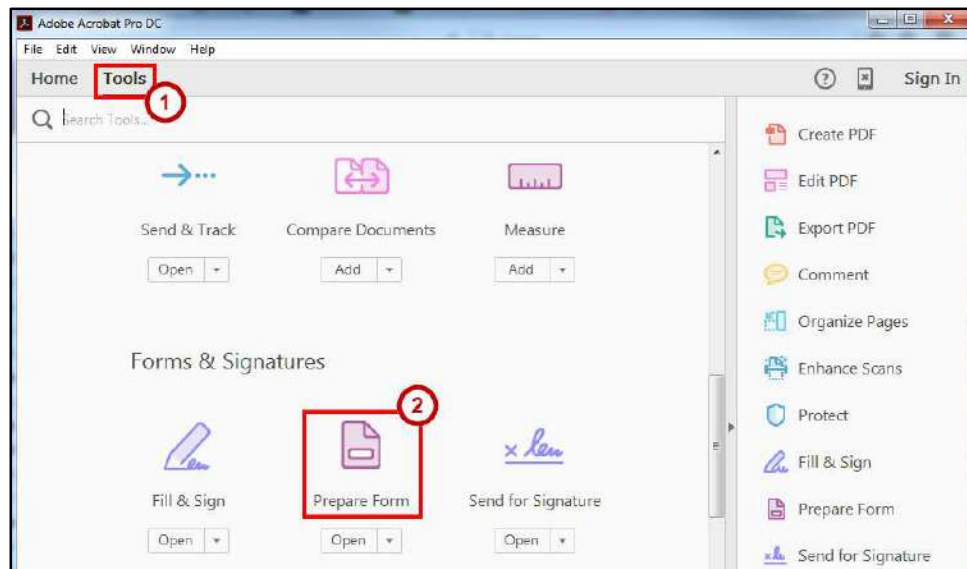 Adobe Acrobat Pro DC
File Edit View Window Help
Home Tools Sign In
1
Search Tools...
Send & Track Compare Documents Measure
Open Add Add
Forms & Signatures
2
Fill & Sign Prepare Form Send for Signature
Open Open Open
Create PDF
Edit PDF
Export PDF
Comment
Organize Pages
Enhance Scans
Protect
Fill & Sign
Prepare Form
Send for Signature